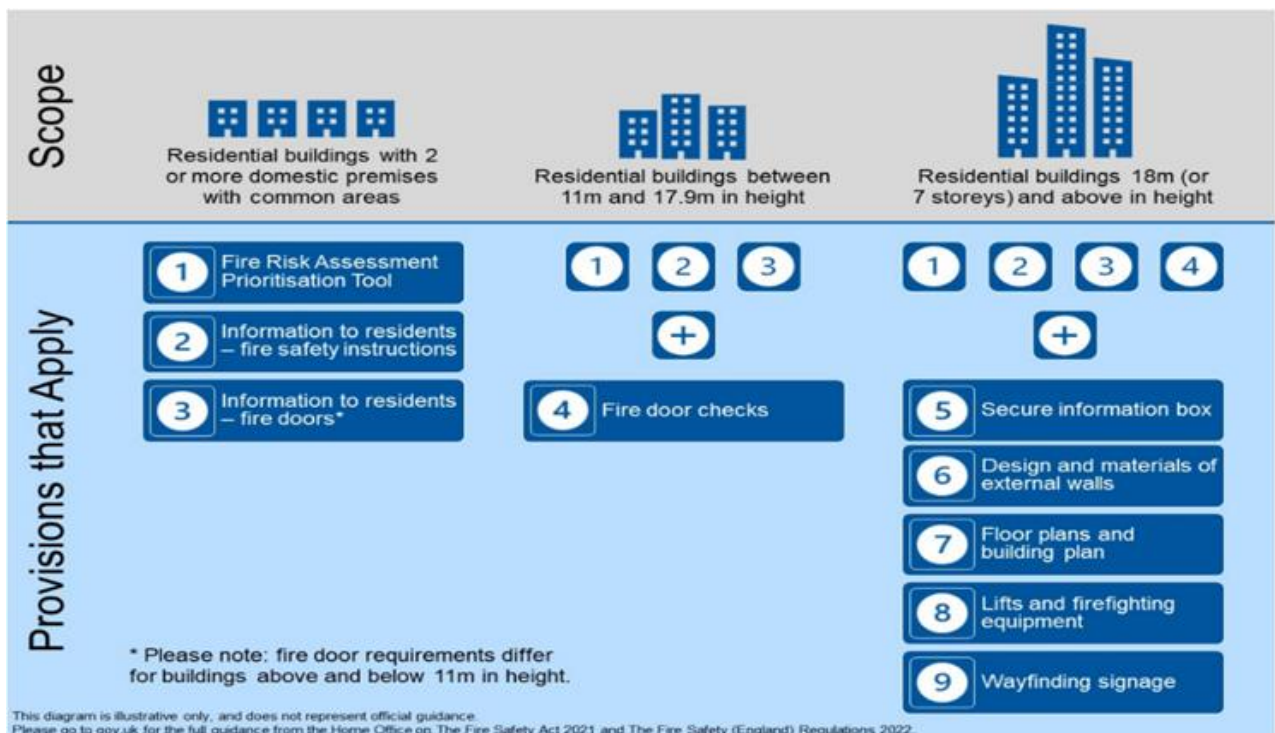 Scope
Residential buildings with 2
or more domestic premises
with common areas
Residential buildings between
11m and 17.9m in height
Residential buildings 18m (or
7 storeys) and above in height
Provisions that Apply
1 Fire Risk Assessment
Prioritisation Tool
2 Information to residents
– fire safety instructions
3 Information to residents
– fire doors*
1 2 3
+
4 Fire door checks
1 2 3 4
+
5 Secure information box
6 Design and materials of
external walls
7 Floor plans and
building plan
8 Lifts and firefighting
equipment
9 Wayfinding signage
* Please note: fire door requirements differ
for buildings above and below 11m in height.
This diagram is illustrative only, and does not represent official guidance.
Please go to gov.uk for the full guidance from the Home Office on The Fire Safety Act 2021 and The Fire Safety (England) Regulations 2022.